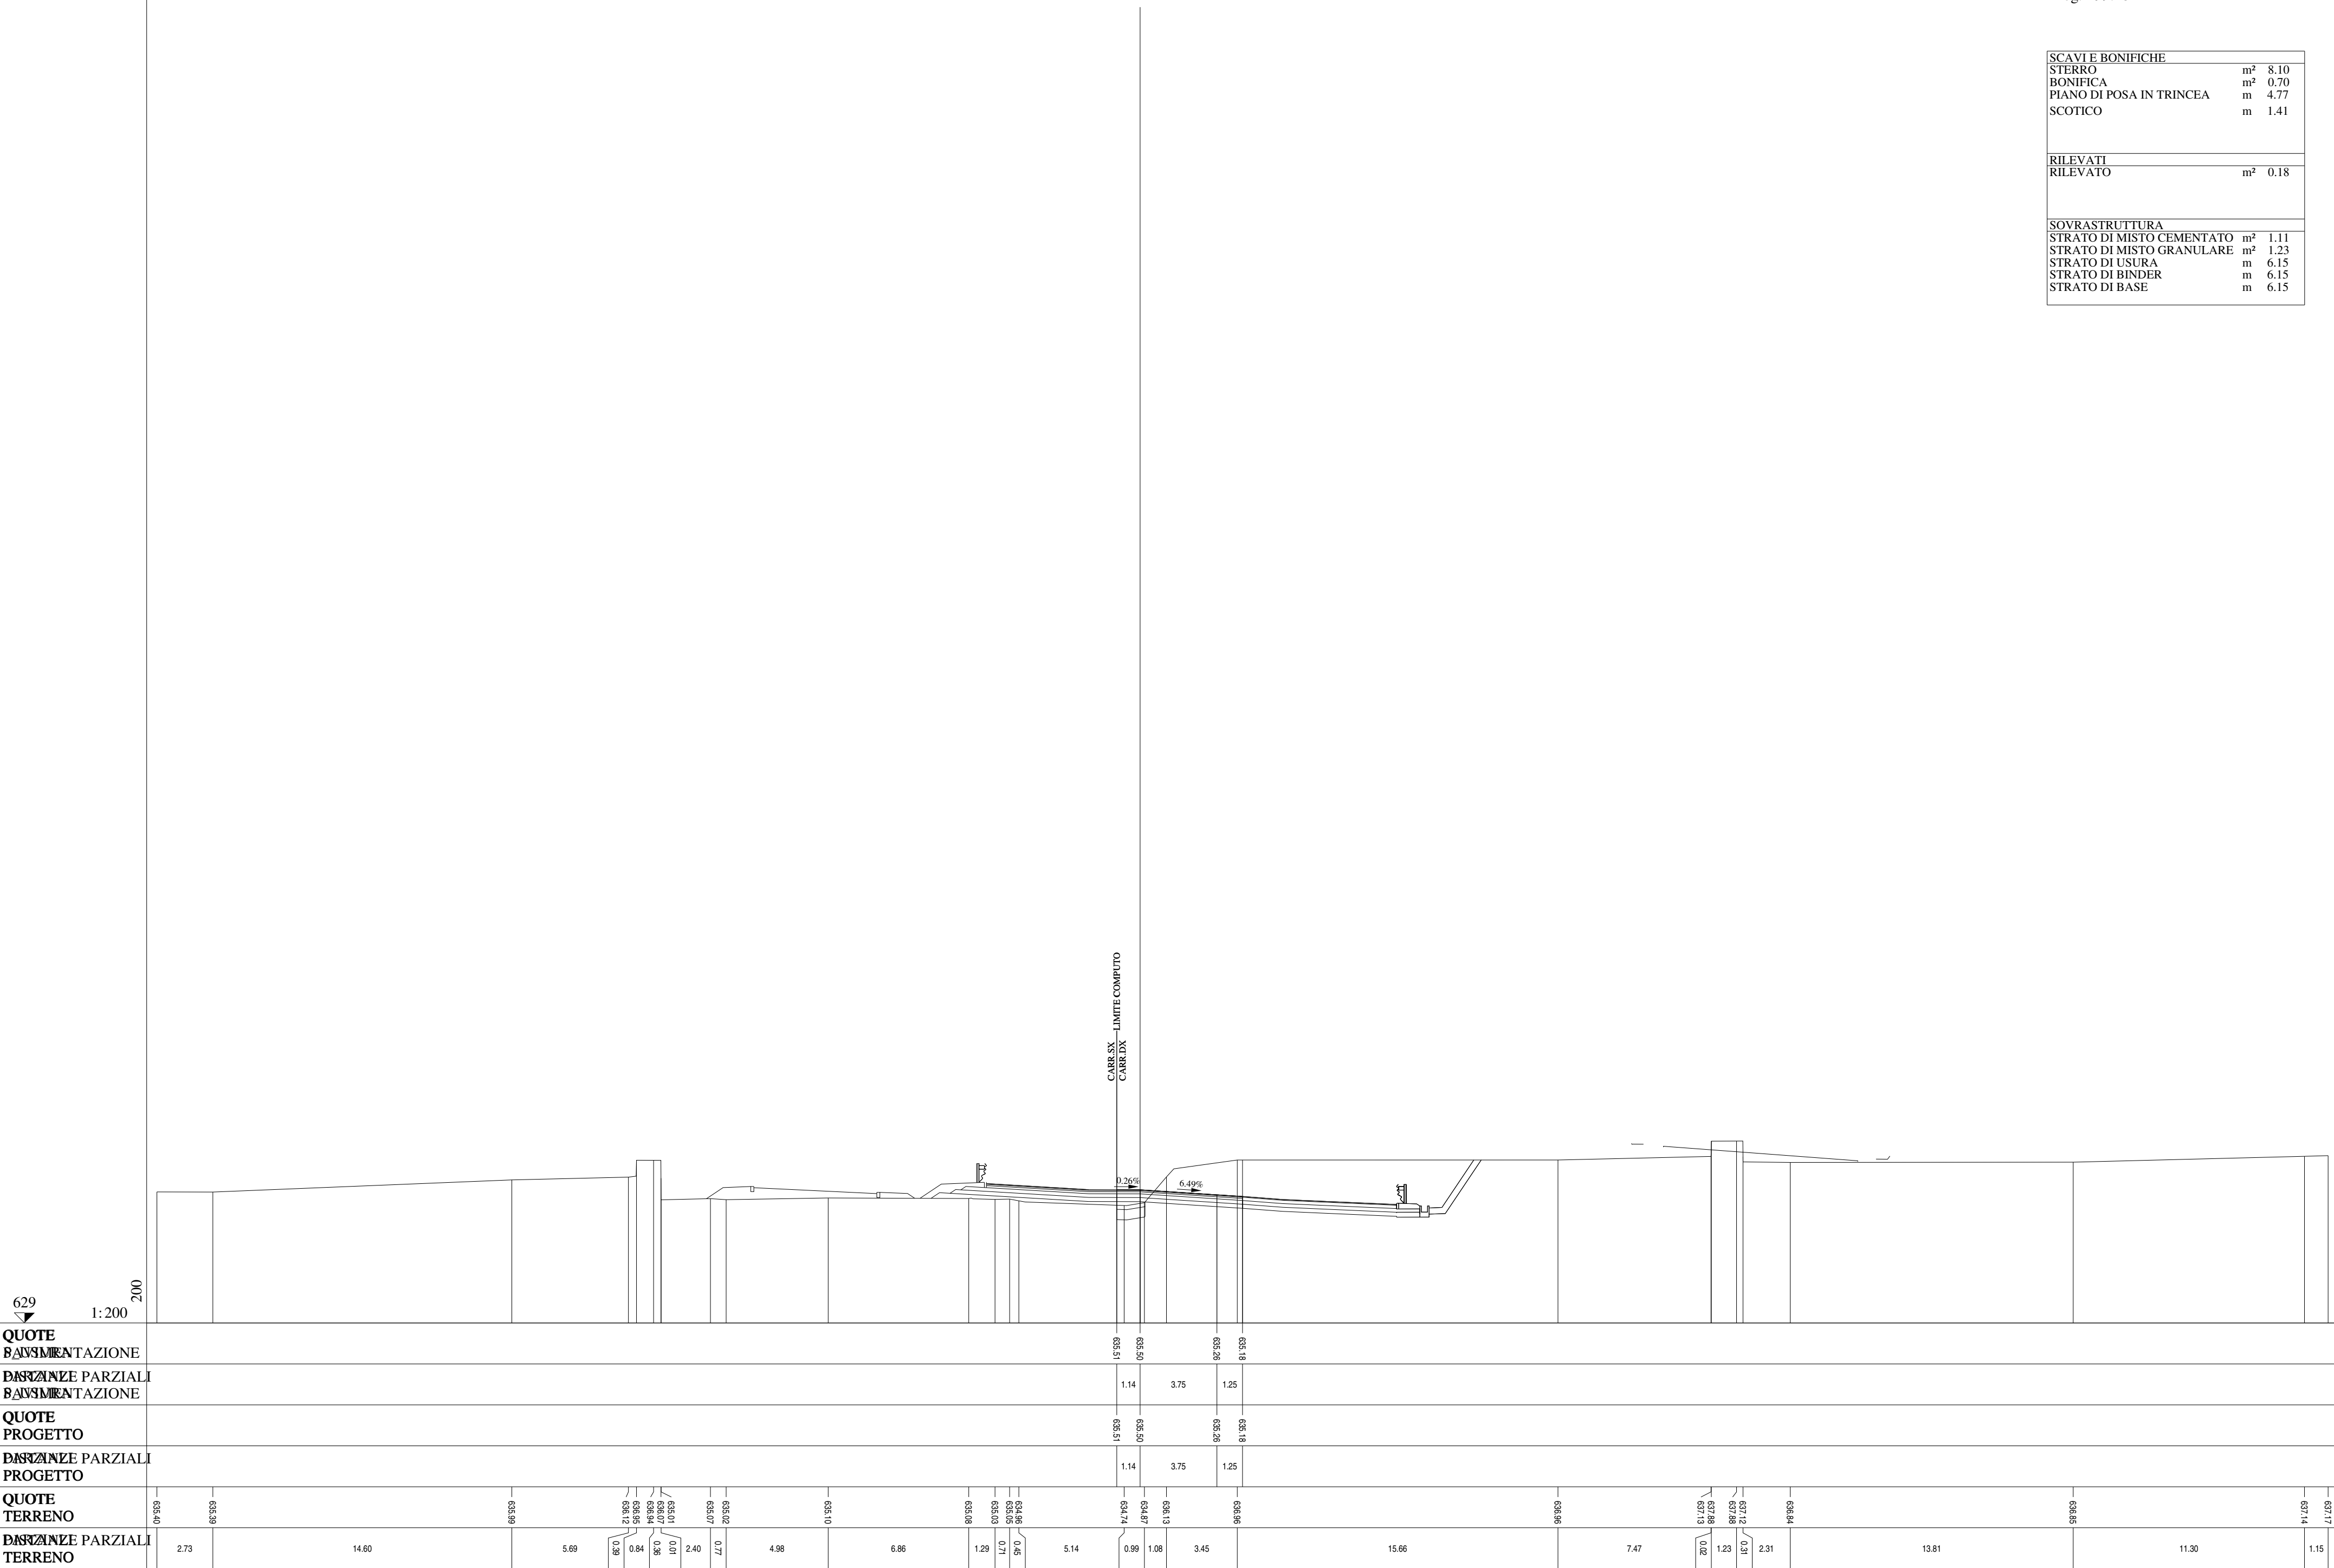 SCAVI E BONIFICHE
STERRO m² 8.10
BONIFICA m² 0.70
PIANO DI POSA IN TRINCEA m 4.77
SCOTICO m 1.41
RILEVATI
RILEVATO m² 0.18
SOVRASTRUTTURA
STRATO DI MISTO CEMENTATO m² 1.11
STRATO DI MISTO GRANULARE m² 1.23
STRATO DI USURA m 6.15
STRATO DI BINDER m 6.15
STRATO DI BASE m 6.15
LIMITE COMPUTO
CARR.SX
CARR.DX
0.26%
6.49%
629
1:200
200
QUOTE
635.51 635.50 635.26 635.18
PARZIALI
1.14 3.75 1.25
QUOTE
PROGETTO
635.51 635.50 635.26 635.18
PARZIALI
PROGETTO
1.14 3.75 1.25
QUOTE
TERRENO
635.40 635.39 635.99 636.12 636.95 636.94 636.07 635.01 635.07 635.02 635.10 635.08 635.03 635.05 634.96 634.74 634.87 636.13 636.96 636.96 637.13 637.88 637.88 637.12 636.84 636.85 637.14 637.17
PARZIALI
TERRENO
2.73 14.60 5.69 0.39 0.84 0.36 0.01 2.40 0.77 4.98 6.86 1.29 0.71 0.45 5.14 0.99 1.08 3.45 15.66 7.47 0.02 1.23 0.31 2.31 13.81 11.30 1.15